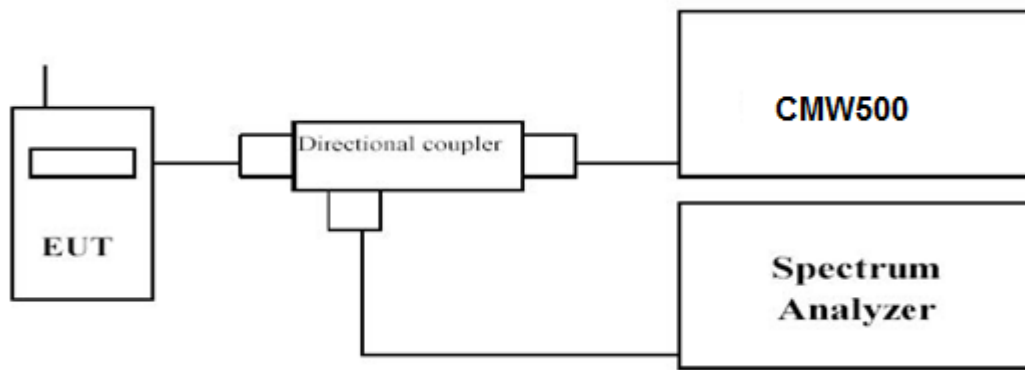 CMW500
Directional coupler
EUT
Spectrum
Analyzer